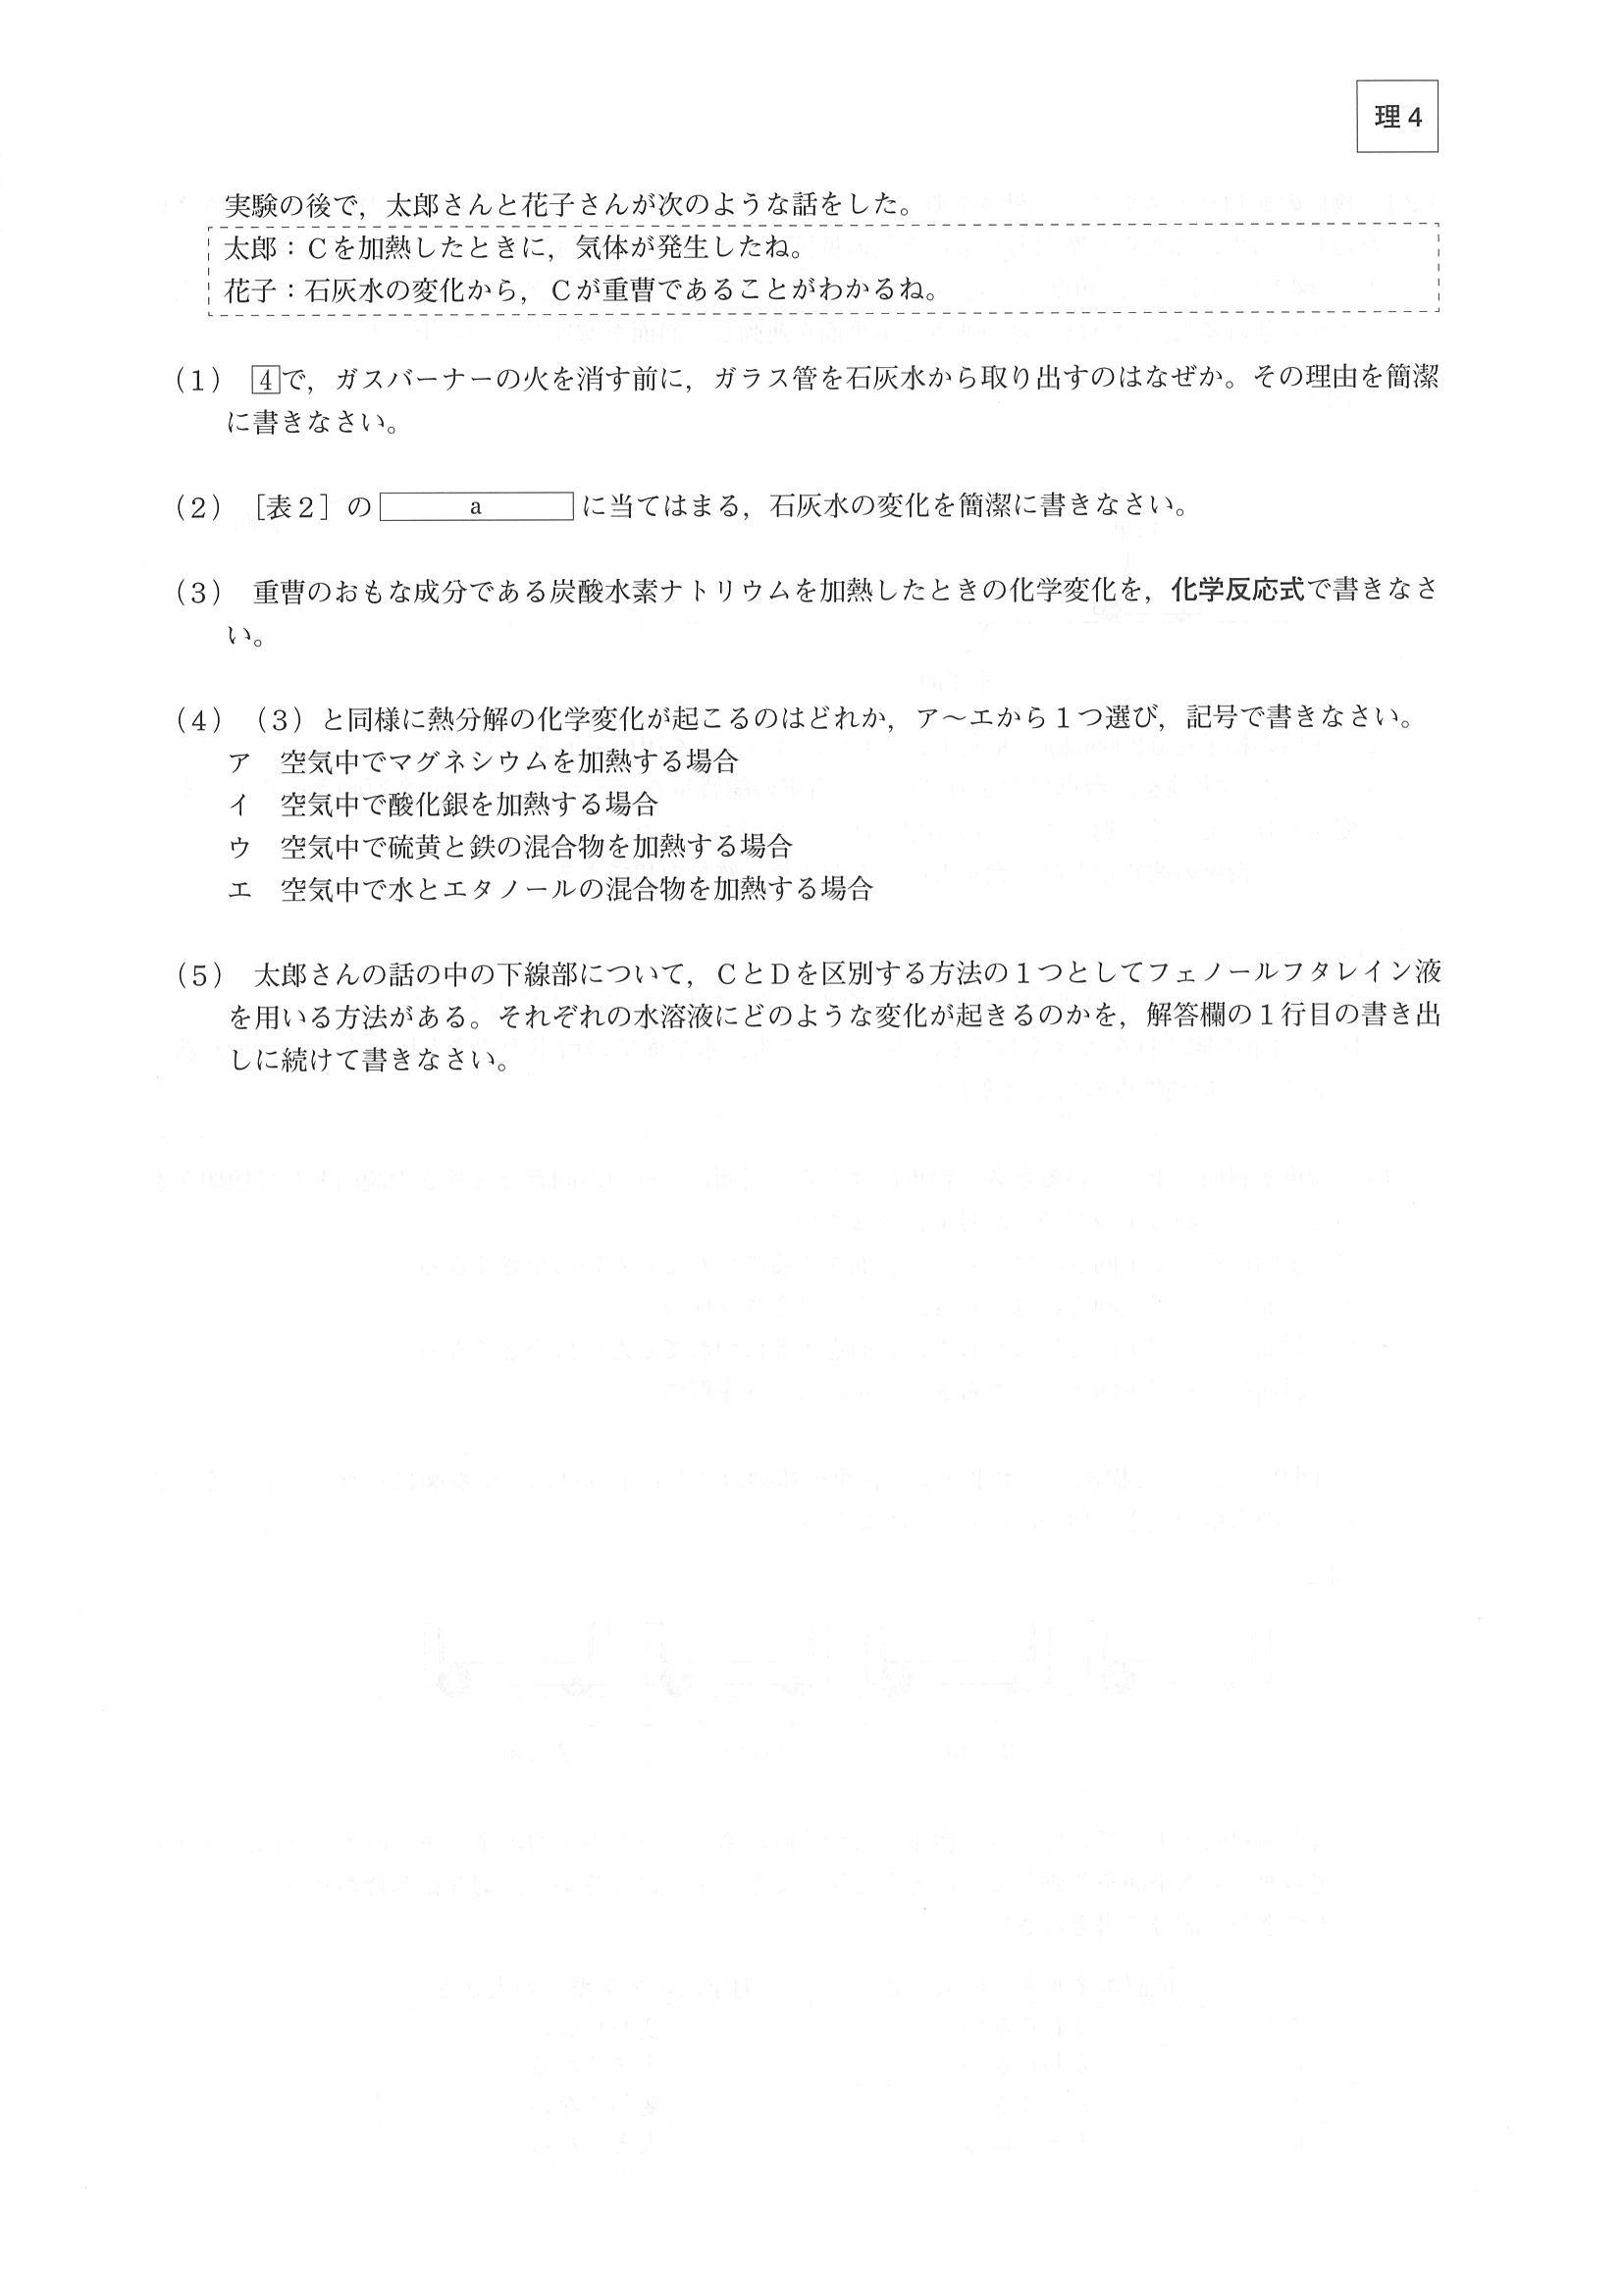 理4
実験の後で，太郎さんと花子さんが次のような話をした。
太郎：Ｃを加熱したときに，気体が発生したね。
花子：石灰水の変化から，Ｃが重曹であることがわかるね。
（１） 4で，ガスバーナーの火を消す前に，ガラス管を石灰水から取り出すのはなぜか。その理由を簡潔
に書きなさい。
（２） ［表２］の a に当てはまる，石灰水の変化を簡潔に書きなさい。
（３） 重曹のおもな成分である炭酸水素ナトリウムを加熱したときの化学変化を，化学反応式で書きなさ
い。
（４） （３）と同様に熱分解の化学変化が起こるのはどれか，ア～エから１つ選び，記号で書きなさい。
ア　空気中でマグネシウムを加熱する場合
イ　空気中で酸化銀を加熱する場合
ウ　空気中で硫黄と鉄の混合物を加熱する場合
エ　空気中で水とエタノールの混合物を加熱する場合
（５） 太郎さんの話の中の下線部について，ＣとＤを区別する方法の１つとしてフェノールフタレイン液
を用いる方法がある。それぞれの水溶液にどのような変化が起きるのかを，解答欄の１行目の書き出
しに続けて書きなさい。